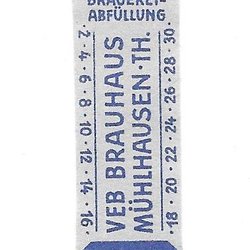 BRAUEREI-
ABFÜLLUNG
2 · 4 · 6 · 8 · 10 · 12 · 14 · 16
VEB BRAUHAUS
MÜHLHAUSEN · TH.
18 · 20 · 22 · 24 · 26 · 28 · 30